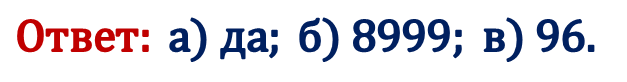 Ответ: а) да; б) 8999; в) 96.